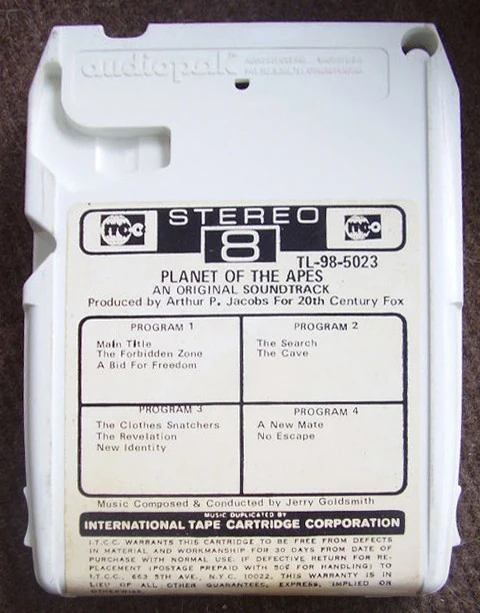 audiopak
ITCC STEREO 8 ITCC
TL-98-5023
PLANET OF THE APES
AN ORIGINAL SOUNDTRACK
Produced by Arthur P. Jacobs For 20th Century Fox
PROGRAM 1
Main Title
The Forbidden Zone
A Bid For Freedom
PROGRAM 2
The Search
The Cave
PROGRAM 3
The Clothes Snatchers
The Revelation
New Identity
PROGRAM 4
A New Mate
No Escape
Music Composed & Conducted by Jerry Goldsmith
MUSIC DUPLICATED BY
INTERNATIONAL TAPE CARTRIDGE CORPORATION
I.T.C.C. WARRANTS THIS CARTRIDGE TO BE FREE FROM DEFECTS
IN MATERIAL AND WORKMANSHIP FOR 30 DAYS FROM DATE OF
PURCHASE WITH NORMAL USE. IF DEFECTIVE RETURN FOR RE-
PLACEMENT (POSTAGE PREPAID WITH 50¢ FOR HANDLING) TO
I.T.C.C., 663 5TH AVE., N.Y.C. 10022, THIS WARRANTY IS IN
LIEU OF ALL OTHER GUARANTEES, EXPRESS, IMPLIED OR
OTHERWISE